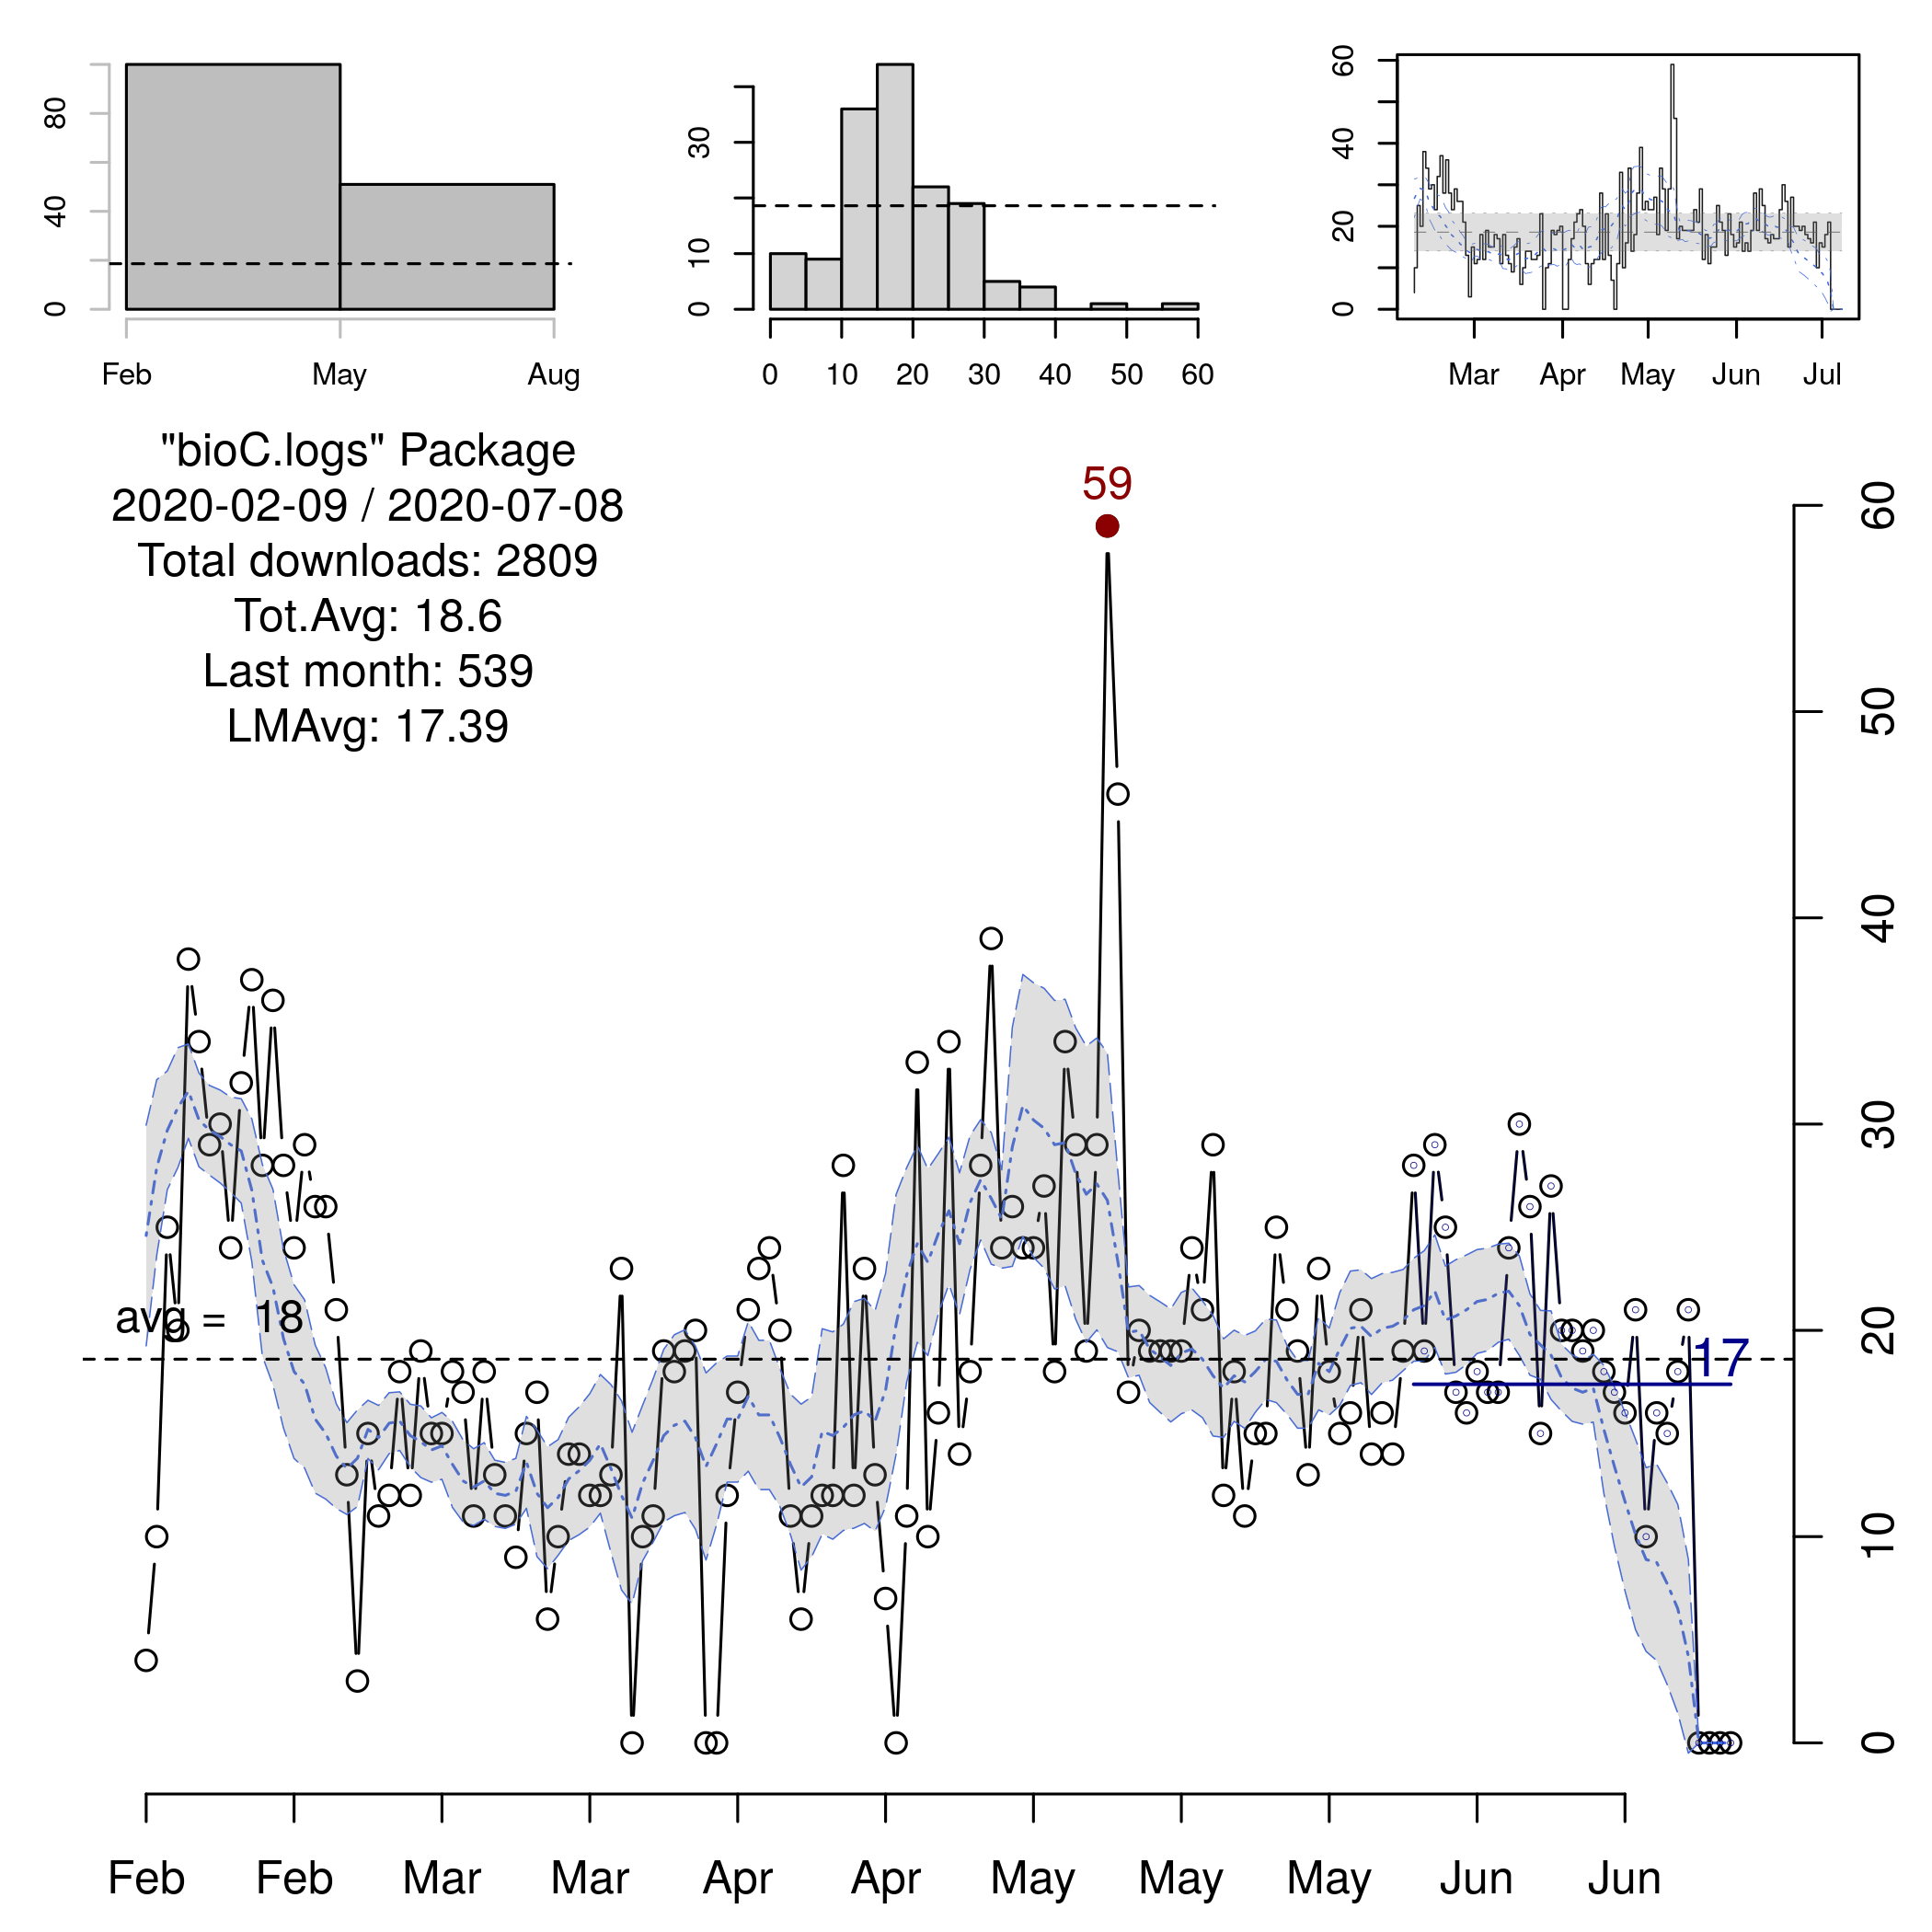 80
40
0
Feb May Aug
30
10
0
0 10 20 30 40 50 60
60
40
20
0
Mar Apr May Jun Jul
"bioC.logs" Package
2020-02-09 / 2020-07-08
Total downloads: 2809
Tot.Avg: 18.6
Last month: 539
LMAvg: 17.39
59
avg = 18
17
60
50
40
30
20
10
0
Feb Feb Mar Mar Apr Apr May May May Jun Jun